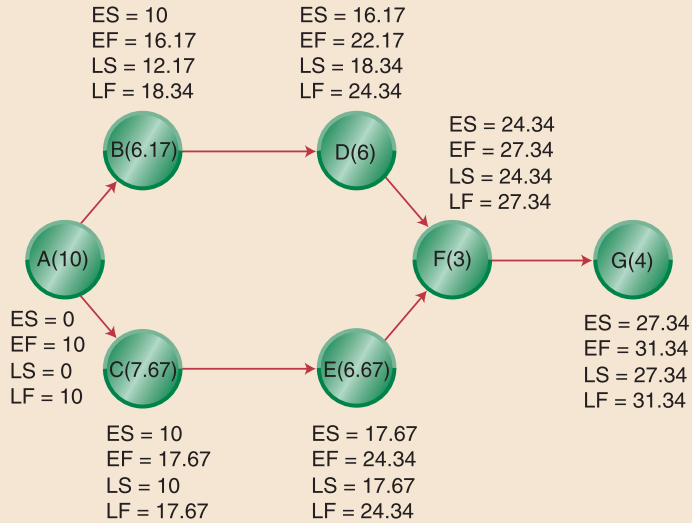 ES = 10
EF = 16.17
LS = 12.17
LF = 18.34
ES = 16.17
EF = 22.17
LS = 18.34
LF = 24.34
B(6.17)
D(6)
ES = 24.34
EF = 27.34
LS = 24.34
LF = 27.34
A(10)
F(3)
G(4)
ES = 0
EF = 10
LS = 0
LF = 10
C(7.67)
E(6.67)
ES = 27.34
EF = 31.34
LS = 27.34
LF = 31.34
ES = 10
EF = 17.67
LS = 10
LF = 17.67
ES = 17.67
EF = 24.34
LS = 17.67
LF = 24.34